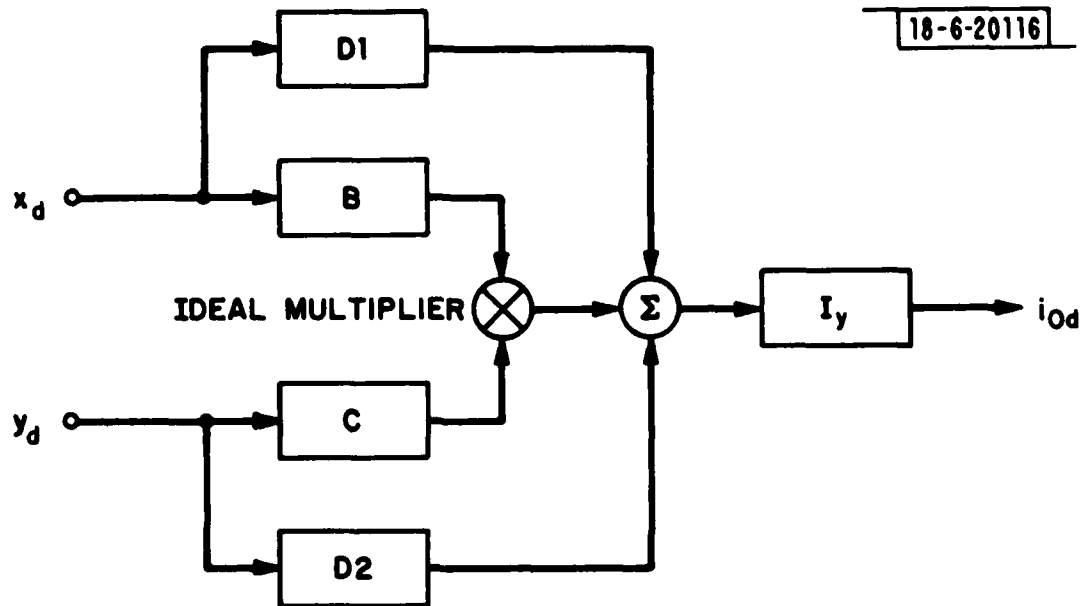 18-6-20116
D1
x_d
B
IDEAL MULTIPLIER
Σ
I_y
i_Od
y_d
C
D2